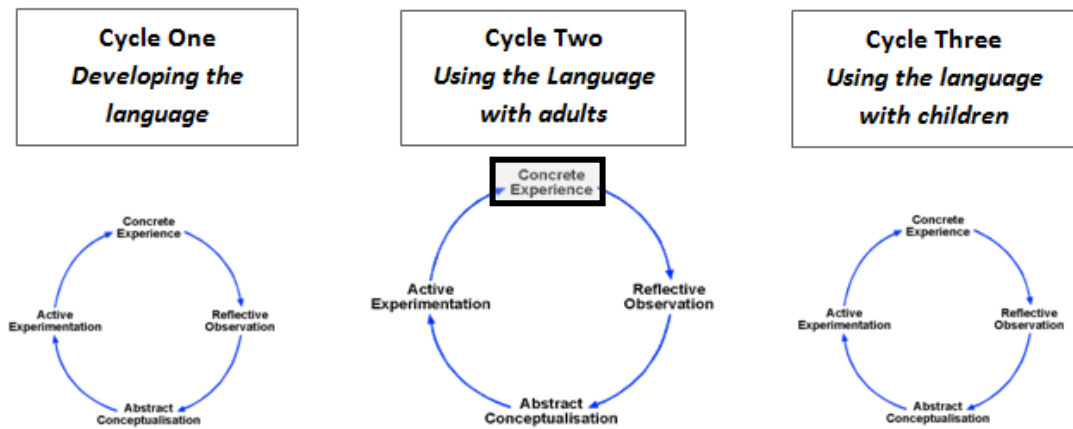 Cycle One
Developing the
language
Cycle Two
Using the Language
with adults
Cycle Three
Using the language
with children
Concrete
Experience
Reflective
Observation
Abstract
Conceptualisation
Active
Experimentation
Concrete
Experience
Reflective
Observation
Abstract
Conceptualisation
Active
Experimentation
Concrete
Experience
Reflective
Observation
Abstract
Conceptualisation
Active
Experimentation